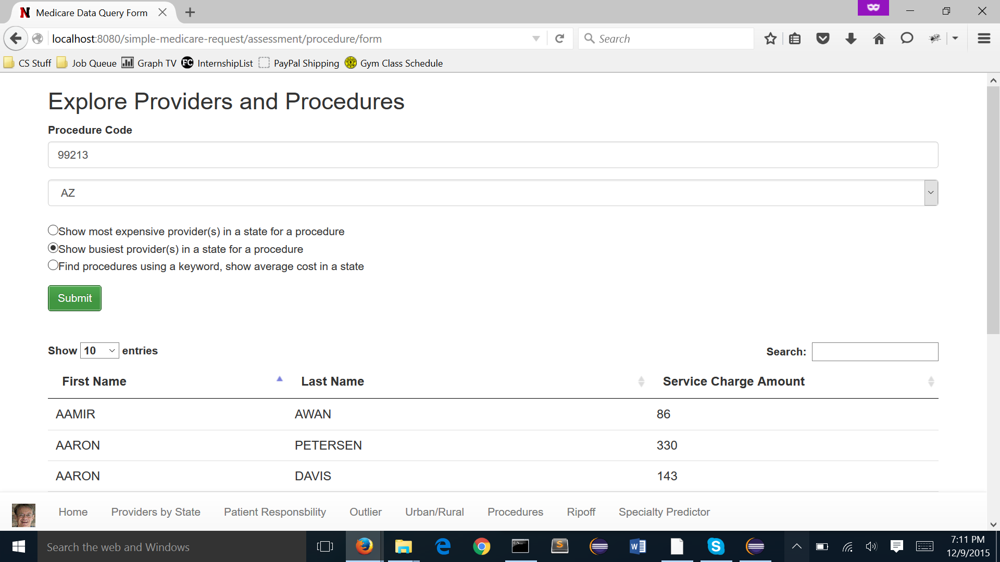 Medicare Data Query Form
localhost:8080/simple-medicare-request/assessment/procedure/form
Search
CS Stuff Job Queue Graph TV FC InternshipList PayPal Shipping Gym Class Schedule
Explore Providers and Procedures
Procedure Code
99213
AZ
Show most expensive provider(s) in a state for a procedure
Show busiest provider(s) in a state for a procedure
Find procedures using a keyword, show average cost in a state
Submit
Show 10 entries Search:
First Name Last Name Service Charge Amount
AAMIR AWAN 86
AARON PETERSEN 330
AARON DAVIS 143
Home Providers by State Patient Responsbility Outlier Urban/Rural Procedures Ripoff Specialty Predictor
Search the web and Windows
7:11 PM
12/9/2015